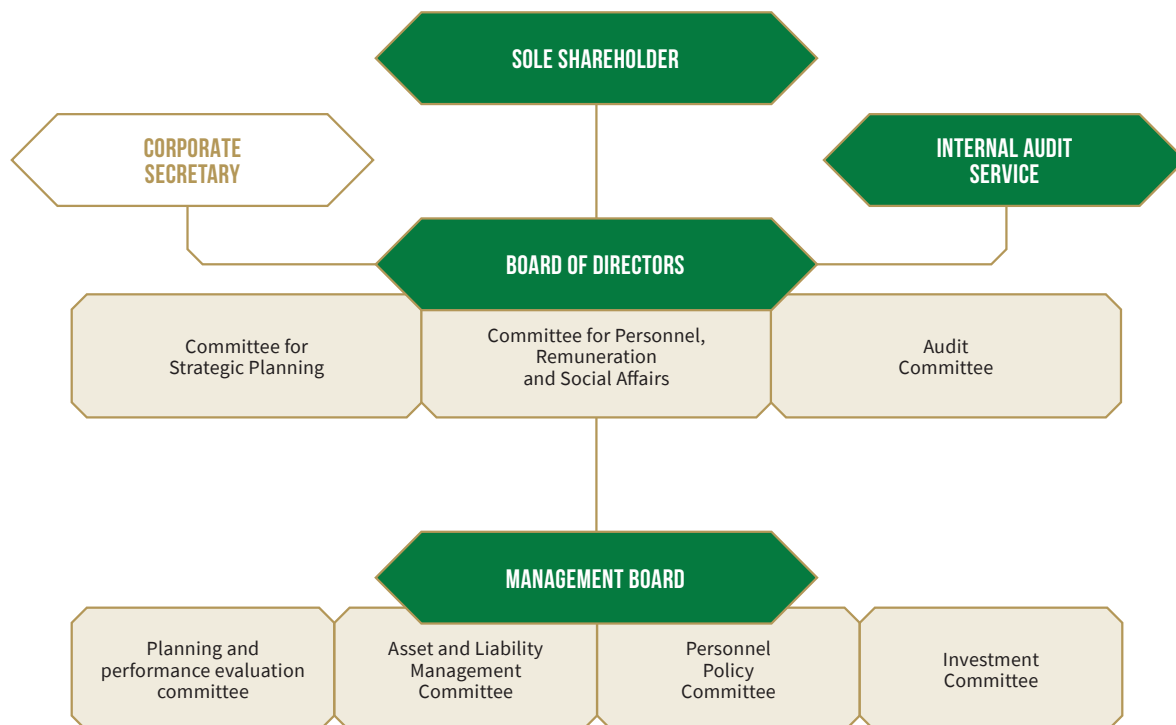 SOLE SHAREHOLDER
CORPORATE
SECRETARY
INTERNAL AUDIT
SERVICE
BOARD OF DIRECTORS
Committee for
Strategic Planning
Committee for Personnel,
Remuneration
and Social Affairs
Audit
Committee
MANAGEMENT BOARD
Planning and
performance evaluation
committee
Asset and Liability
Management
Committee
Personnel
Policy
Committee
Investment
Committee